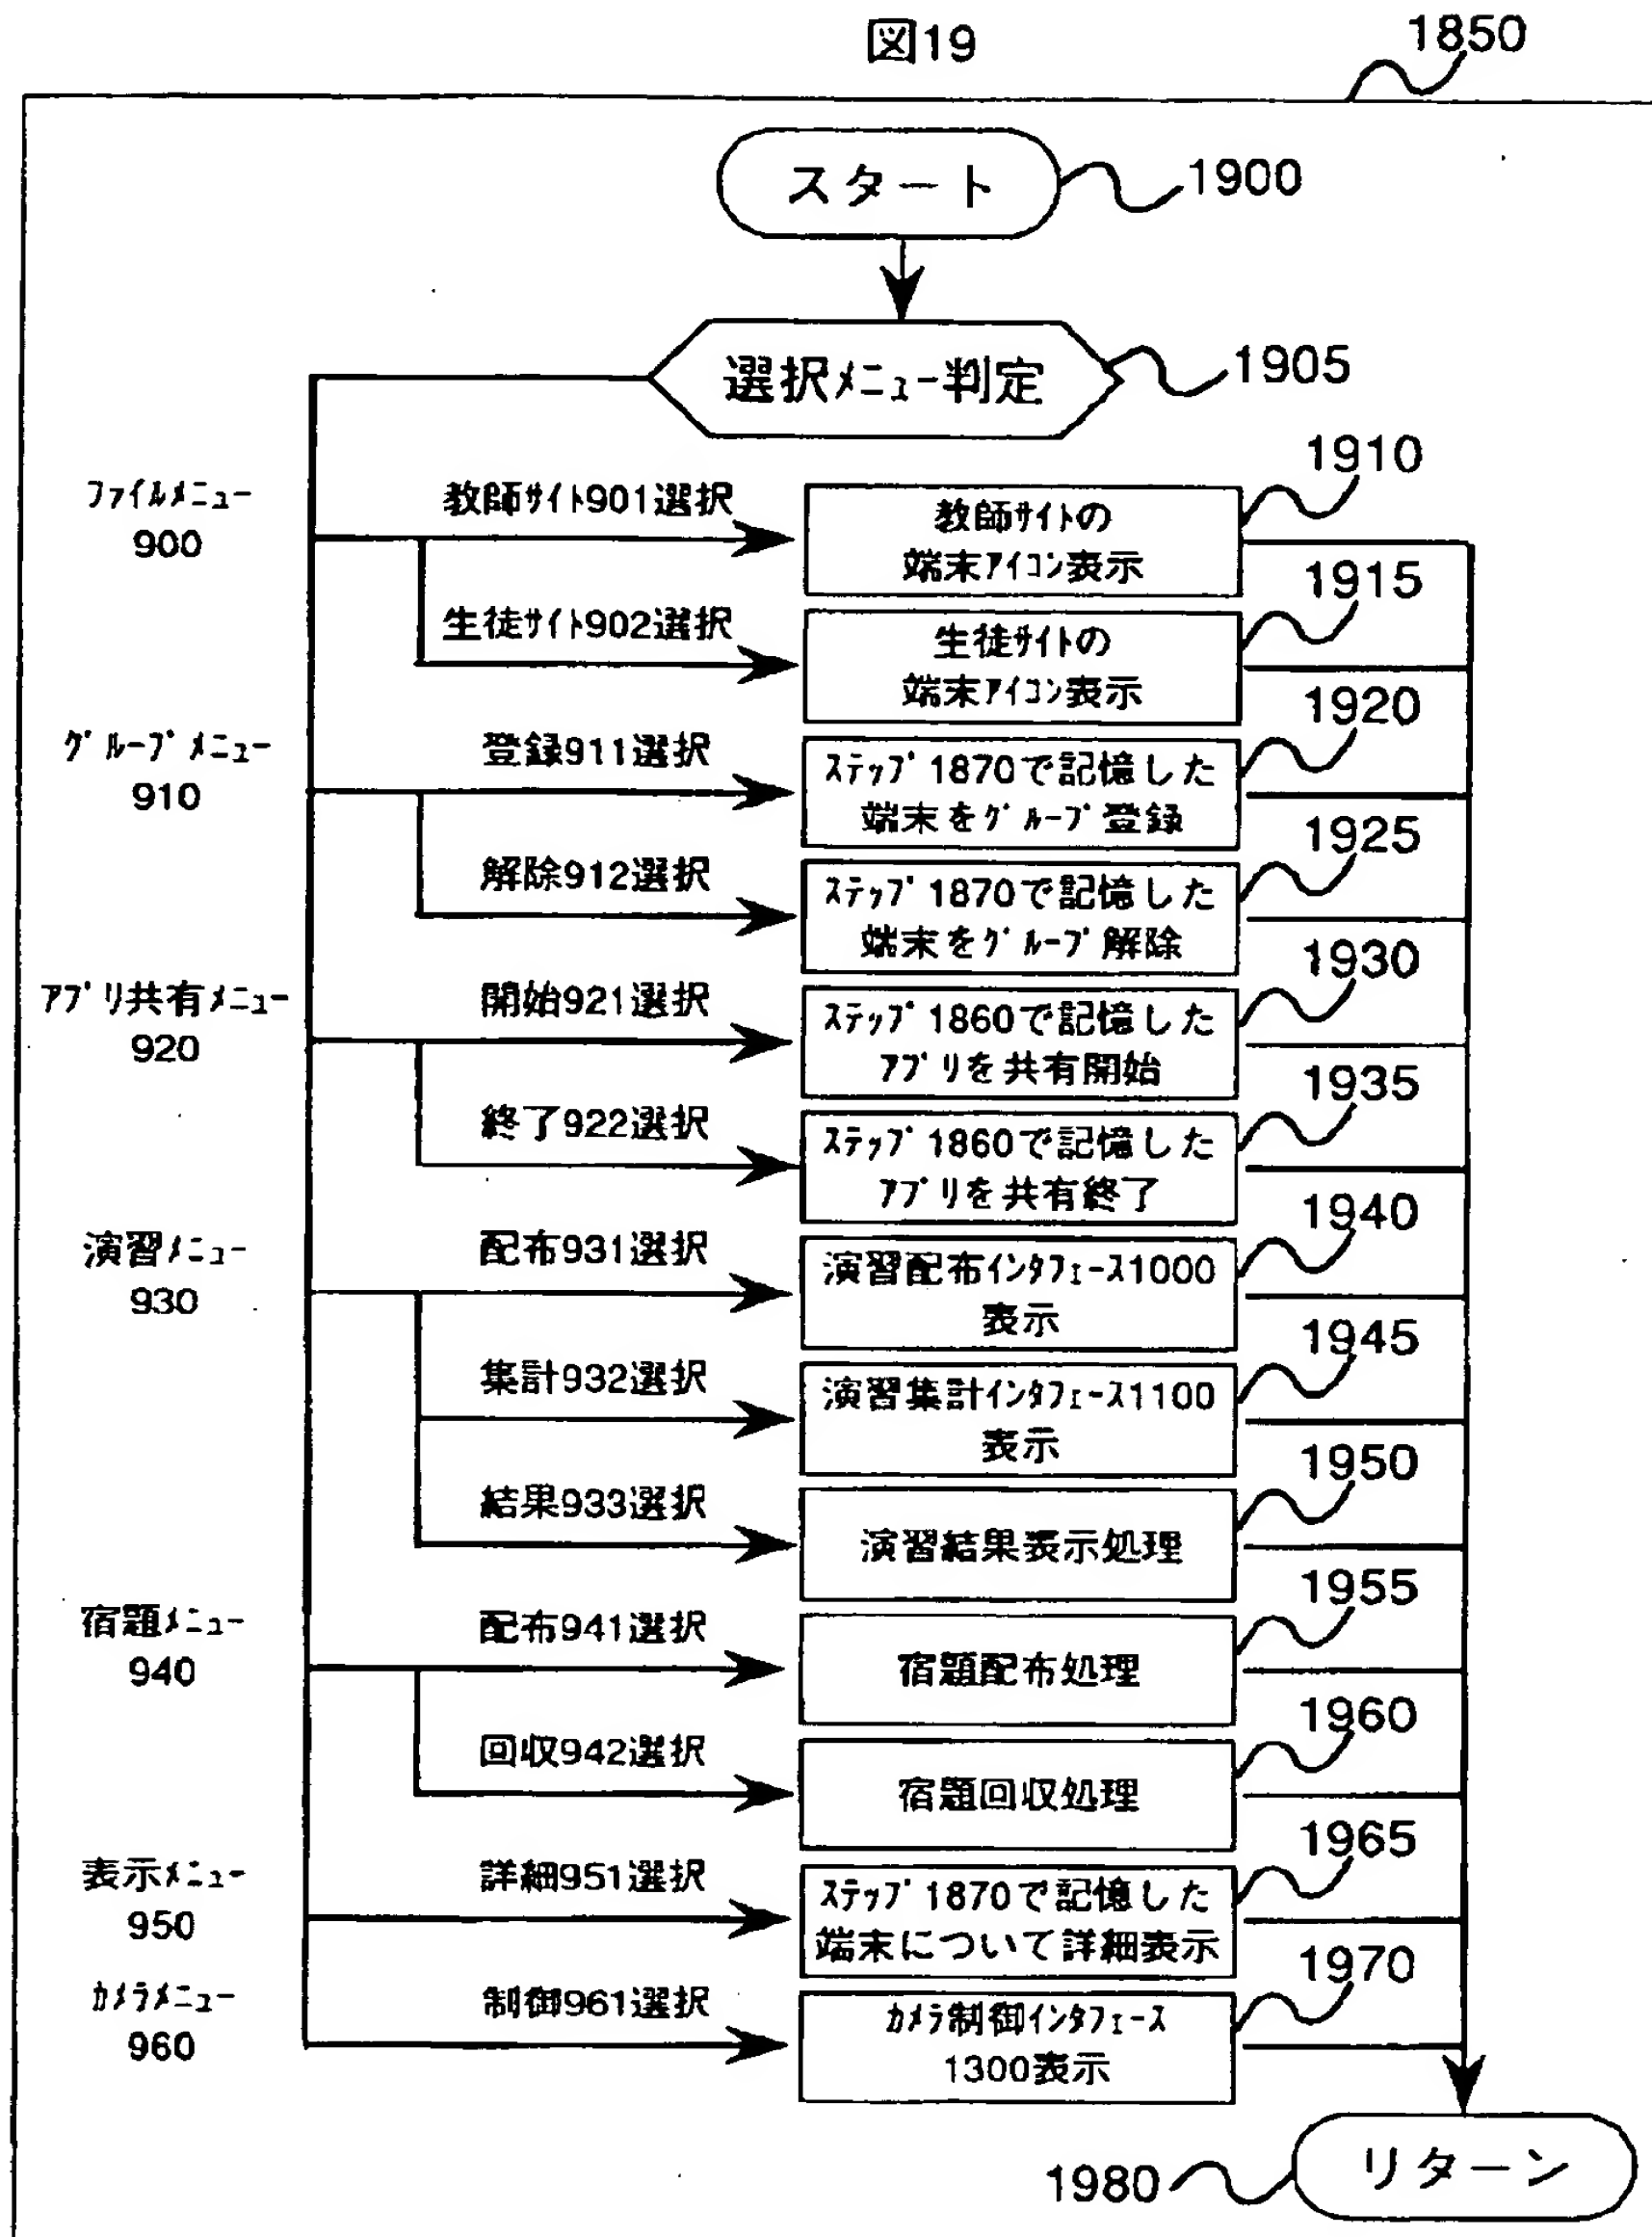 図19
1850
スタート
1900
選択メニュー判定
1905
ファイルメニュー
900
教師サイト901選択
教師サイトの
端末アイコン表示
1910
生徒サイト902選択
生徒サイトの
端末アイコン表示
1915
グループメニュー
910
登録911選択
ステップ1870で記憶した
端末をグループ登録
1920
解除912選択
ステップ1870で記憶した
端末をグループ解除
1925
アプリ共有メニュー
920
開始921選択
ステップ1860で記憶した
アプリを共有開始
1930
終了922選択
ステップ1860で記憶した
アプリを共有終了
1935
演習メニュー
930
配布931選択
演習配布インタフェース1000
表示
1940
集計932選択
演習集計インタフェース1100
表示
1945
結果933選択
演習結果表示処理
1950
宿題メニュー
940
配布941選択
宿題配布処理
1955
回収942選択
宿題回収処理
1960
表示メニュー
950
詳細951選択
ステップ1870で記憶した
端末について詳細表示
1965
カメラメニュー
960
制御961選択
カメラ制御インタフェース
1300表示
1970
1980
リターン